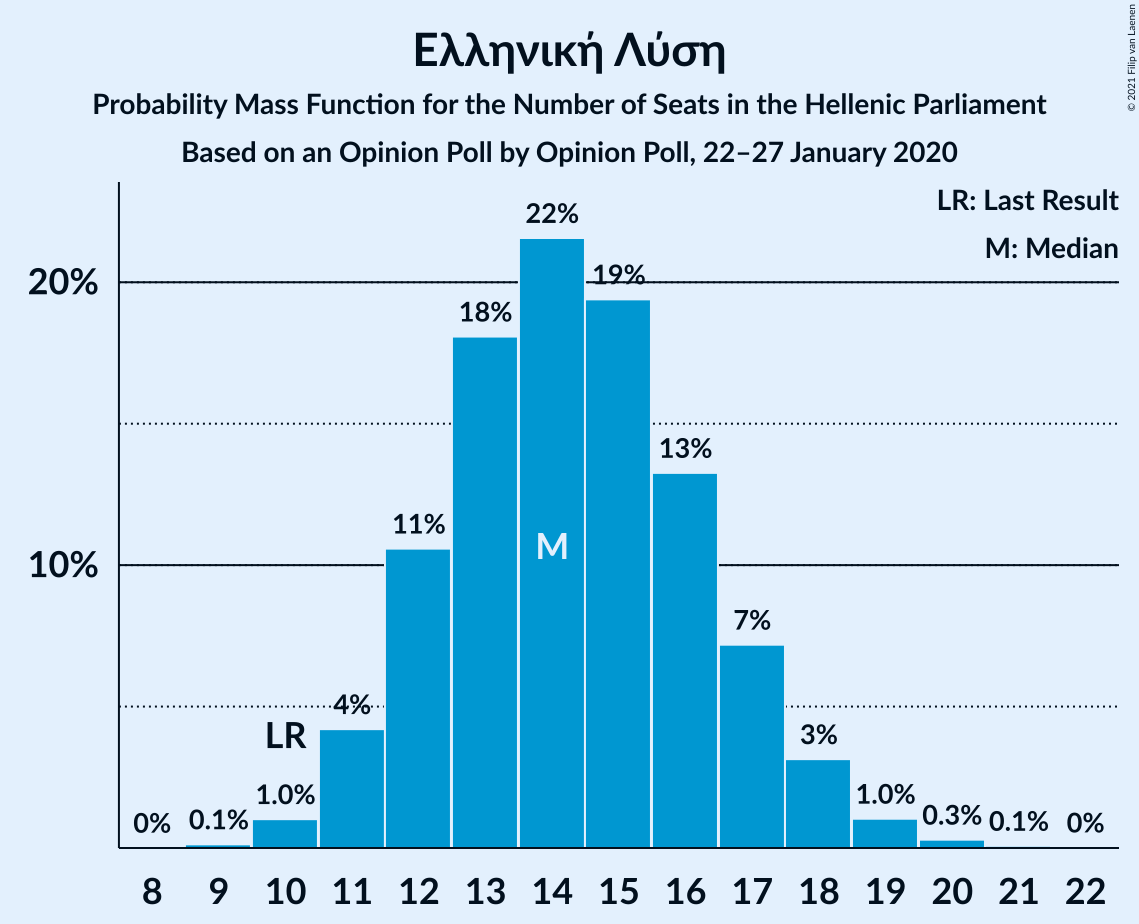 Ελληνική Λύση
Probability Mass Function for the Number of Seats in the Hellenic Parliament
Based on an Opinion Poll by Opinion Poll, 22–27 January 2020
© 2021 Filip van Laenen
LR: Last Result
M: Median
20%
10%
0%
0.1%
1.0%
4%
11%
18%
22%
19%
13%
7%
3%
1.0%
0.3%
0.1%
0%
LR
M
8 9 10 11 12 13 14 15 16 17 18 19 20 21 22